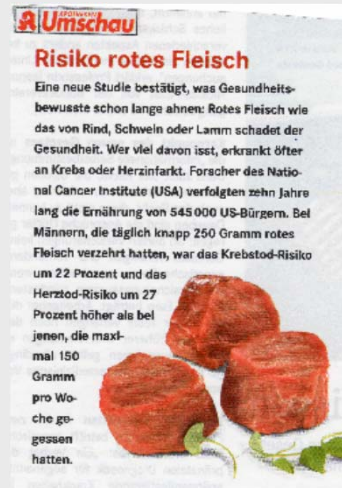 APOTHEKEN
A Umschau
Risiko rotes Fleisch
Eine neue Studie bestätigt, was Gesundheits-
bewusste schon lange ahnen: Rotes Fleisch wie
das von Rind, Schwein oder Lamm schadet der
Gesundheit. Wer viel davon isst, erkrankt öfter
an Krebs oder Herzinfarkt. Forscher des Natio-
nal Cancer Institute (USA) verfolgten zehn Jahre
lang die Ernährung von 545 000 US-Bürgern. Bei
Männern, die täglich knapp 250 Gramm rotes
Fleisch verzehrt hatten, war das Krebstod-Risiko
um 22 Prozent und das
Herztod-Risiko um 27
Prozent höher als bei
jenen, die maxi-
mal 150
Gramm
pro Wo-
che ge-
gessen
hatten.